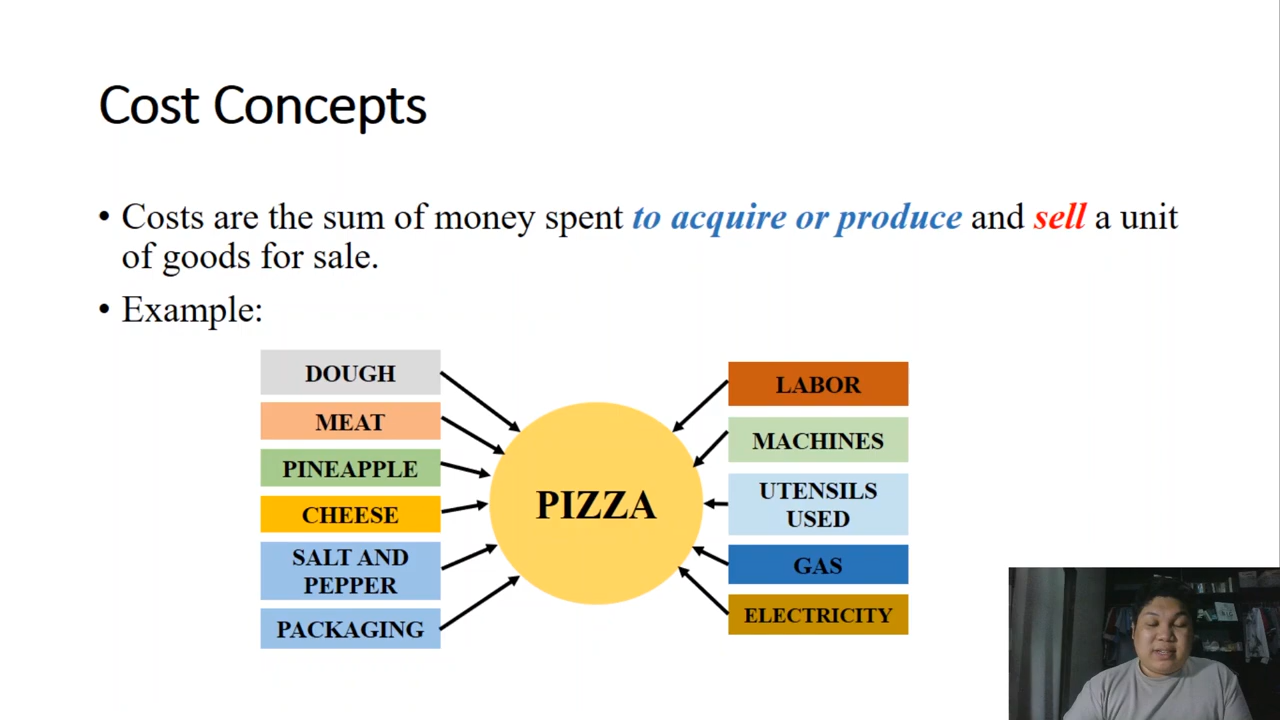 Cost Concepts
• Costs are the sum of money spent to acquire or produce and sell a unit
of goods for sale.
• Example:
DOUGH
MEAT
PINEAPPLE
CHEESE
SALT AND
PEPPER
PACKAGING
PIZZA
LABOR
MACHINES
UTENSILS
USED
GAS
ELECTRICITY